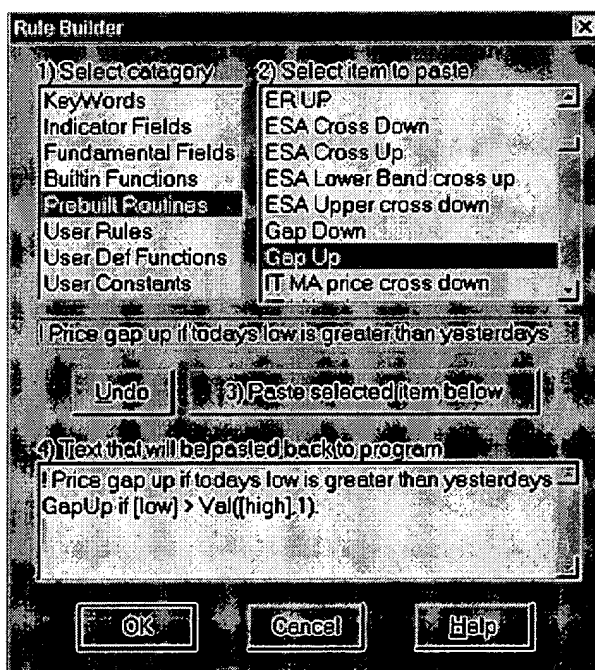 Rule Builder
1) Select catagory
2) Select item to paste
KeyWords
Indicator Fields
Fundamental Fields
Builtin Functions
Prebuilt Routines
User Rules
User Def Functions
User Constants
ER UP
ESA Cross Down
ESA Cross Up
ESA Lower Band cross up
ESA Upper cross down
Gap Down
Gap Up
IT MA price cross down
! Price gap up if todays low is greater than yesterdays
Undo
3) Paste selected item below
4) Text that will be pasted back to program
! Price gap up if todays low is greater than yesterdays
GapUp if [low] > Val([high],1).
OK
Cancel
Help